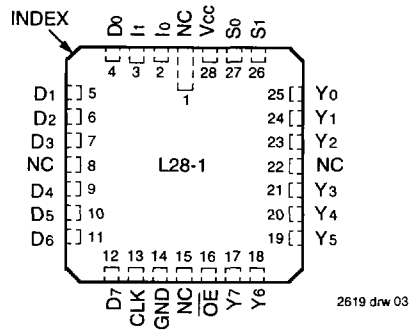 INDEX
D0 I1 I0 NC Vcc S0 S1
4 3 2 28 27 26
1
D1 5 25 Y0
D2 6 24 Y1
D3 7 23 Y2
NC 8 L28-1 22 NC
D4 9 21 Y3
D5 10 20 Y4
D6 11 19 Y5
12 13 14 15 16 17 18
D7 CLK GND NC OE Y7 Y6
2619 drw 03